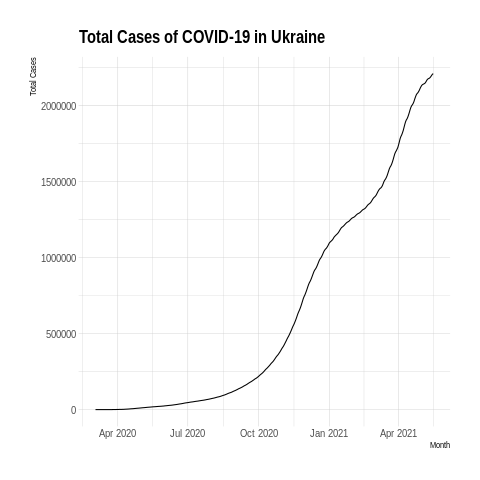 Total Cases of COVID-19 in Ukraine
Total Cases
2000000
1500000
1000000
500000
0
Apr 2020 Jul 2020 Oct 2020 Jan 2021 Apr 2021
Month